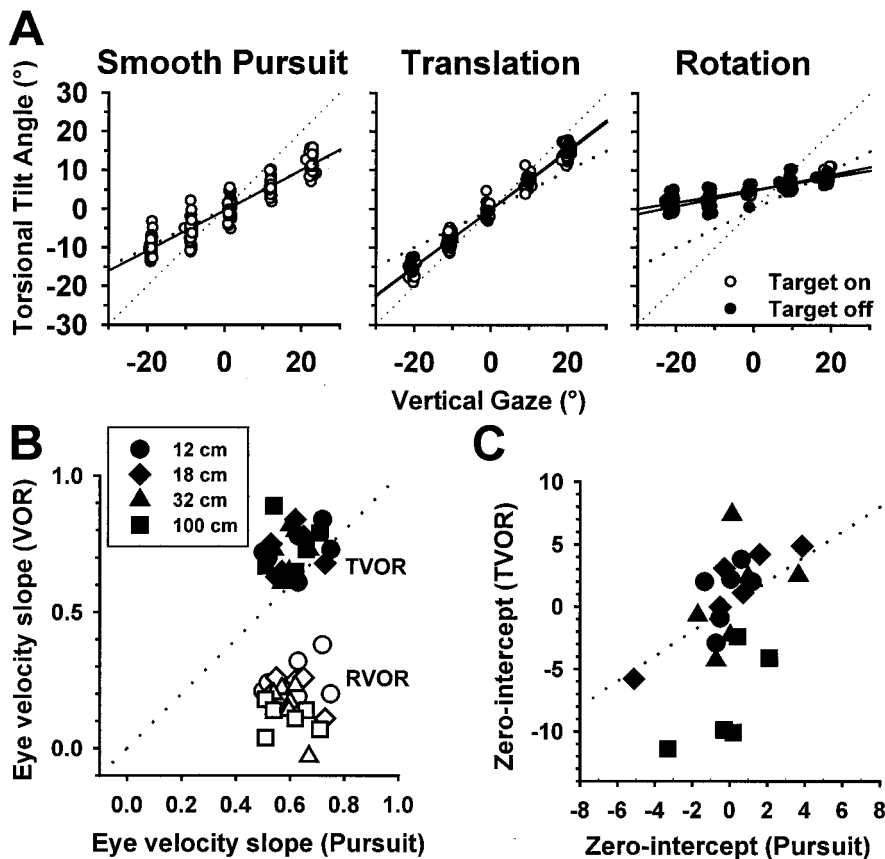 A
Smooth Pursuit
Translation
Rotation
Torsional Tilt Angle (°)
30
20
10
0
-10
-20
-30
Target on
Target off
-20 0 20
-20 0 20
-20 0 20
Vertical Gaze (°)
B
12 cm
18 cm
32 cm
100 cm
Eye velocity slope (VOR)
1.0
0.5
0.0
TVOR
RVOR
0.0 0.2 0.4 0.6 0.8 1.0
Eye velocity slope (Pursuit)
C
Zero-intercept (TVOR)
10
5
0
-5
-10
-8 -6 -4 -2 0 2 4 6 8
Zero-intercept (Pursuit)